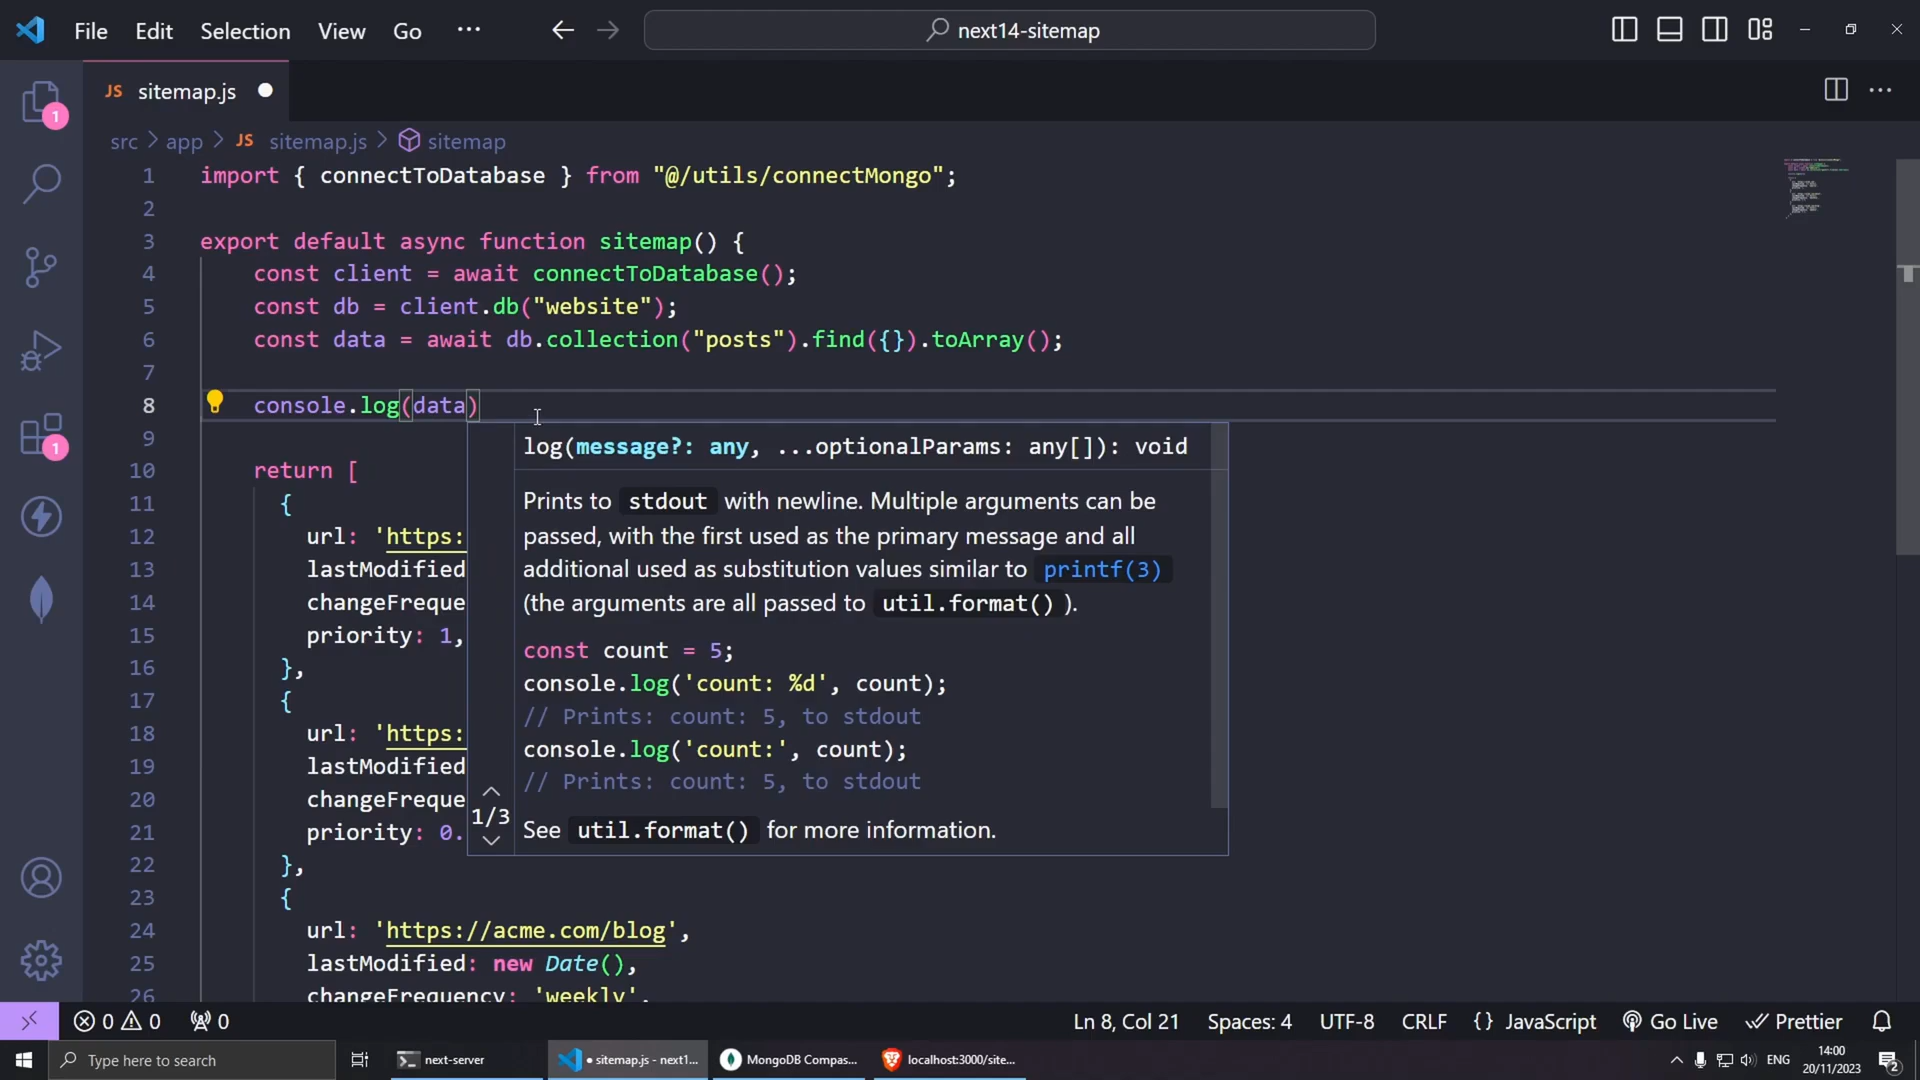 File Edit Selection View Go ···
next14-sitemap
JS sitemap.js
src > app > JS sitemap.js > sitemap
1 import { connectToDatabase } from "@/utils/connectMongo";
2
3 export default async function sitemap() {
4 const client = await connectToDatabase();
5 const db = client.db("website");
6 const data = await db.collection("posts").find({}).toArray();
7
8 console.log(data)
9
10 return [
11 {
12 url: 'https:
13 lastModified
14 changeFreque
15 priority: 1,
16 },
17 {
18 url: 'https:
19 lastModified
20 changeFreque
21 priority: 0.
22 },
23 {
24 url: 'https://acme.com/blog',
25 lastModified: new Date(),
26 changeFrequency: 'weekly',
log(message?: any, ...optionalParams: any[]): void
Prints to stdout with newline. Multiple arguments can be
passed, with the first used as the primary message and all
additional used as substitution values similar to printf(3)
(the arguments are all passed to util.format() ).
const count = 5;
console.log('count: %d', count);
// Prints: count: 5, to stdout
console.log('count:', count);
// Prints: count: 5, to stdout
1/3
See util.format() for more information.
1
1
0 0 0
Ln 8, Col 21 Spaces: 4 UTF-8 CRLF {} JavaScript Go Live Prettier
Type here to search
next-server
• sitemap.js - next1...
MongoDB Compas...
localhost:3000/site...
ENG
14:00
20/11/2023
2